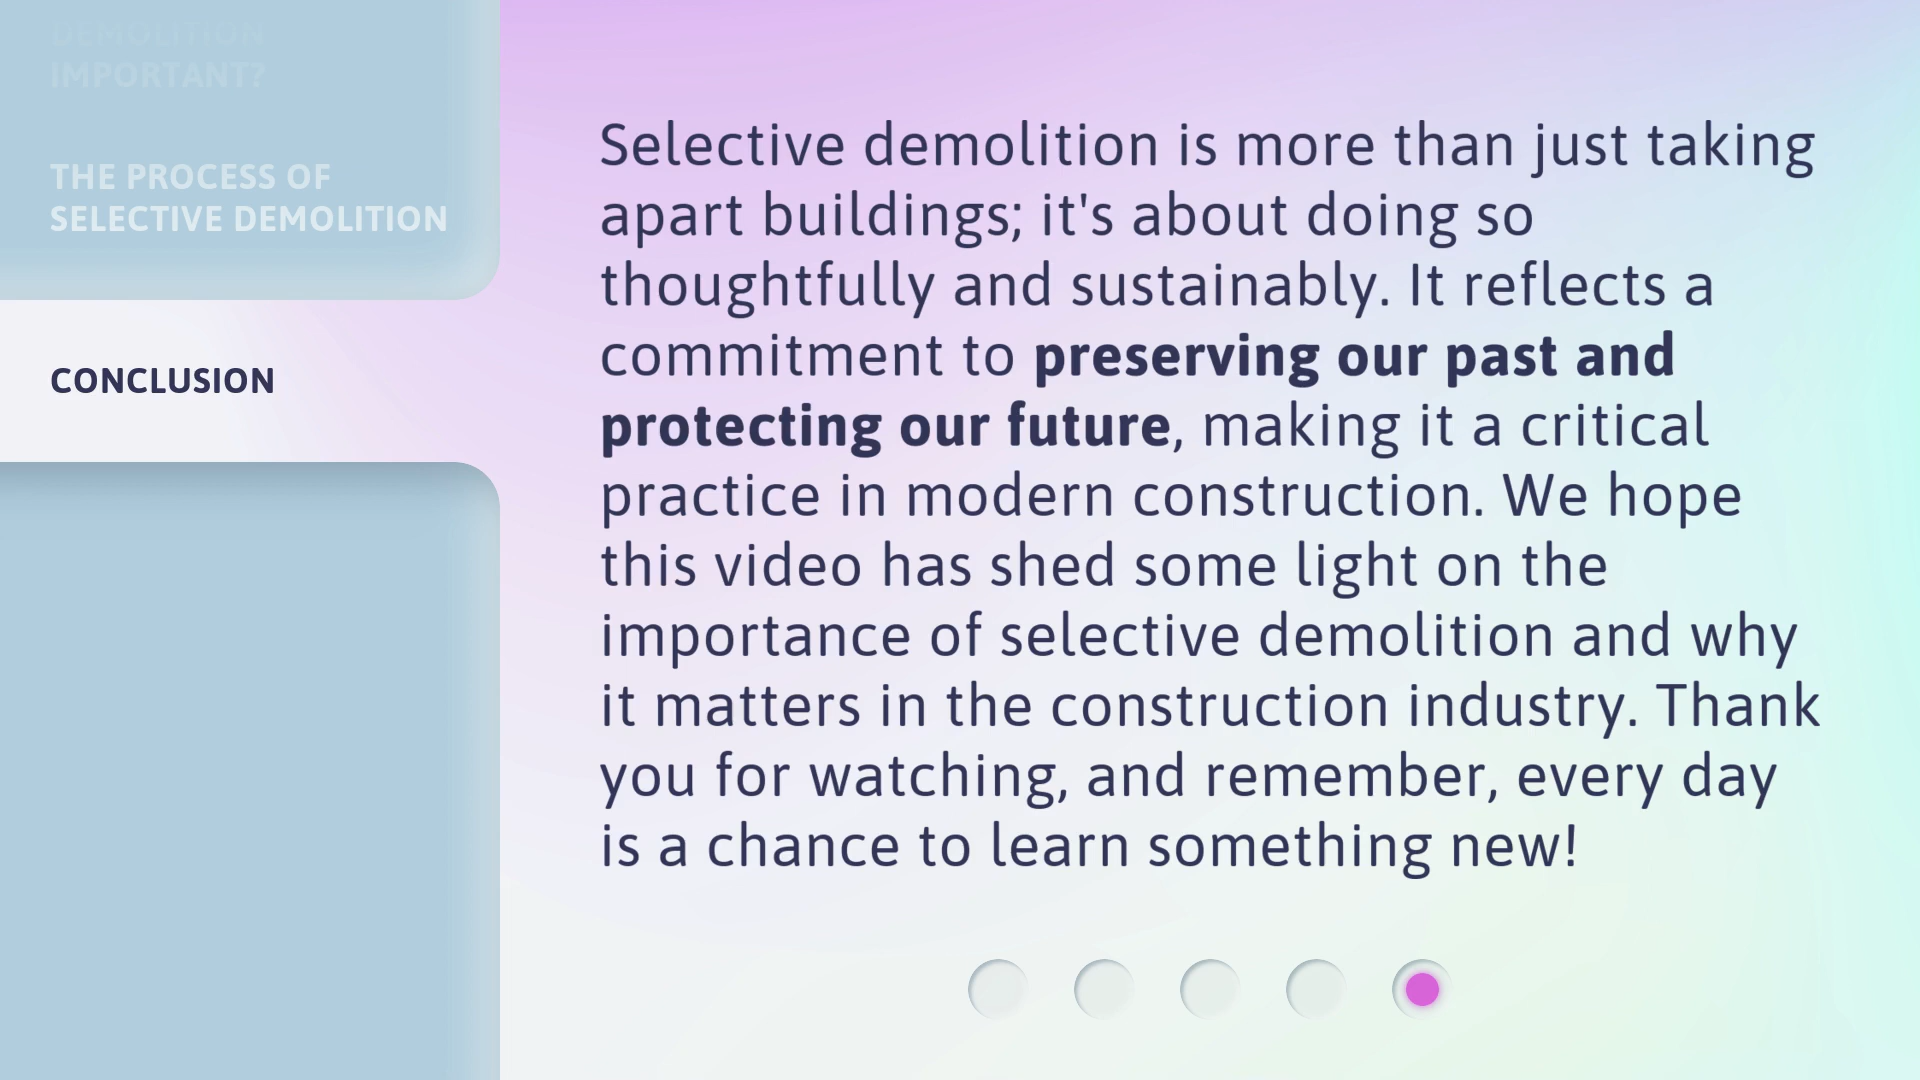 DEMOLITION
IMPORTANT?
THE PROCESS OF
SELECTIVE DEMOLITION
CONCLUSION
Selective demolition is more than just taking
apart buildings; it's about doing so
thoughtfully and sustainably. It reflects a
commitment to preserving our past and
protecting our future, making it a critical
practice in modern construction. We hope
this video has shed some light on the
importance of selective demolition and why
it matters in the construction industry. Thank
you for watching, and remember, every day
is a chance to learn something new!